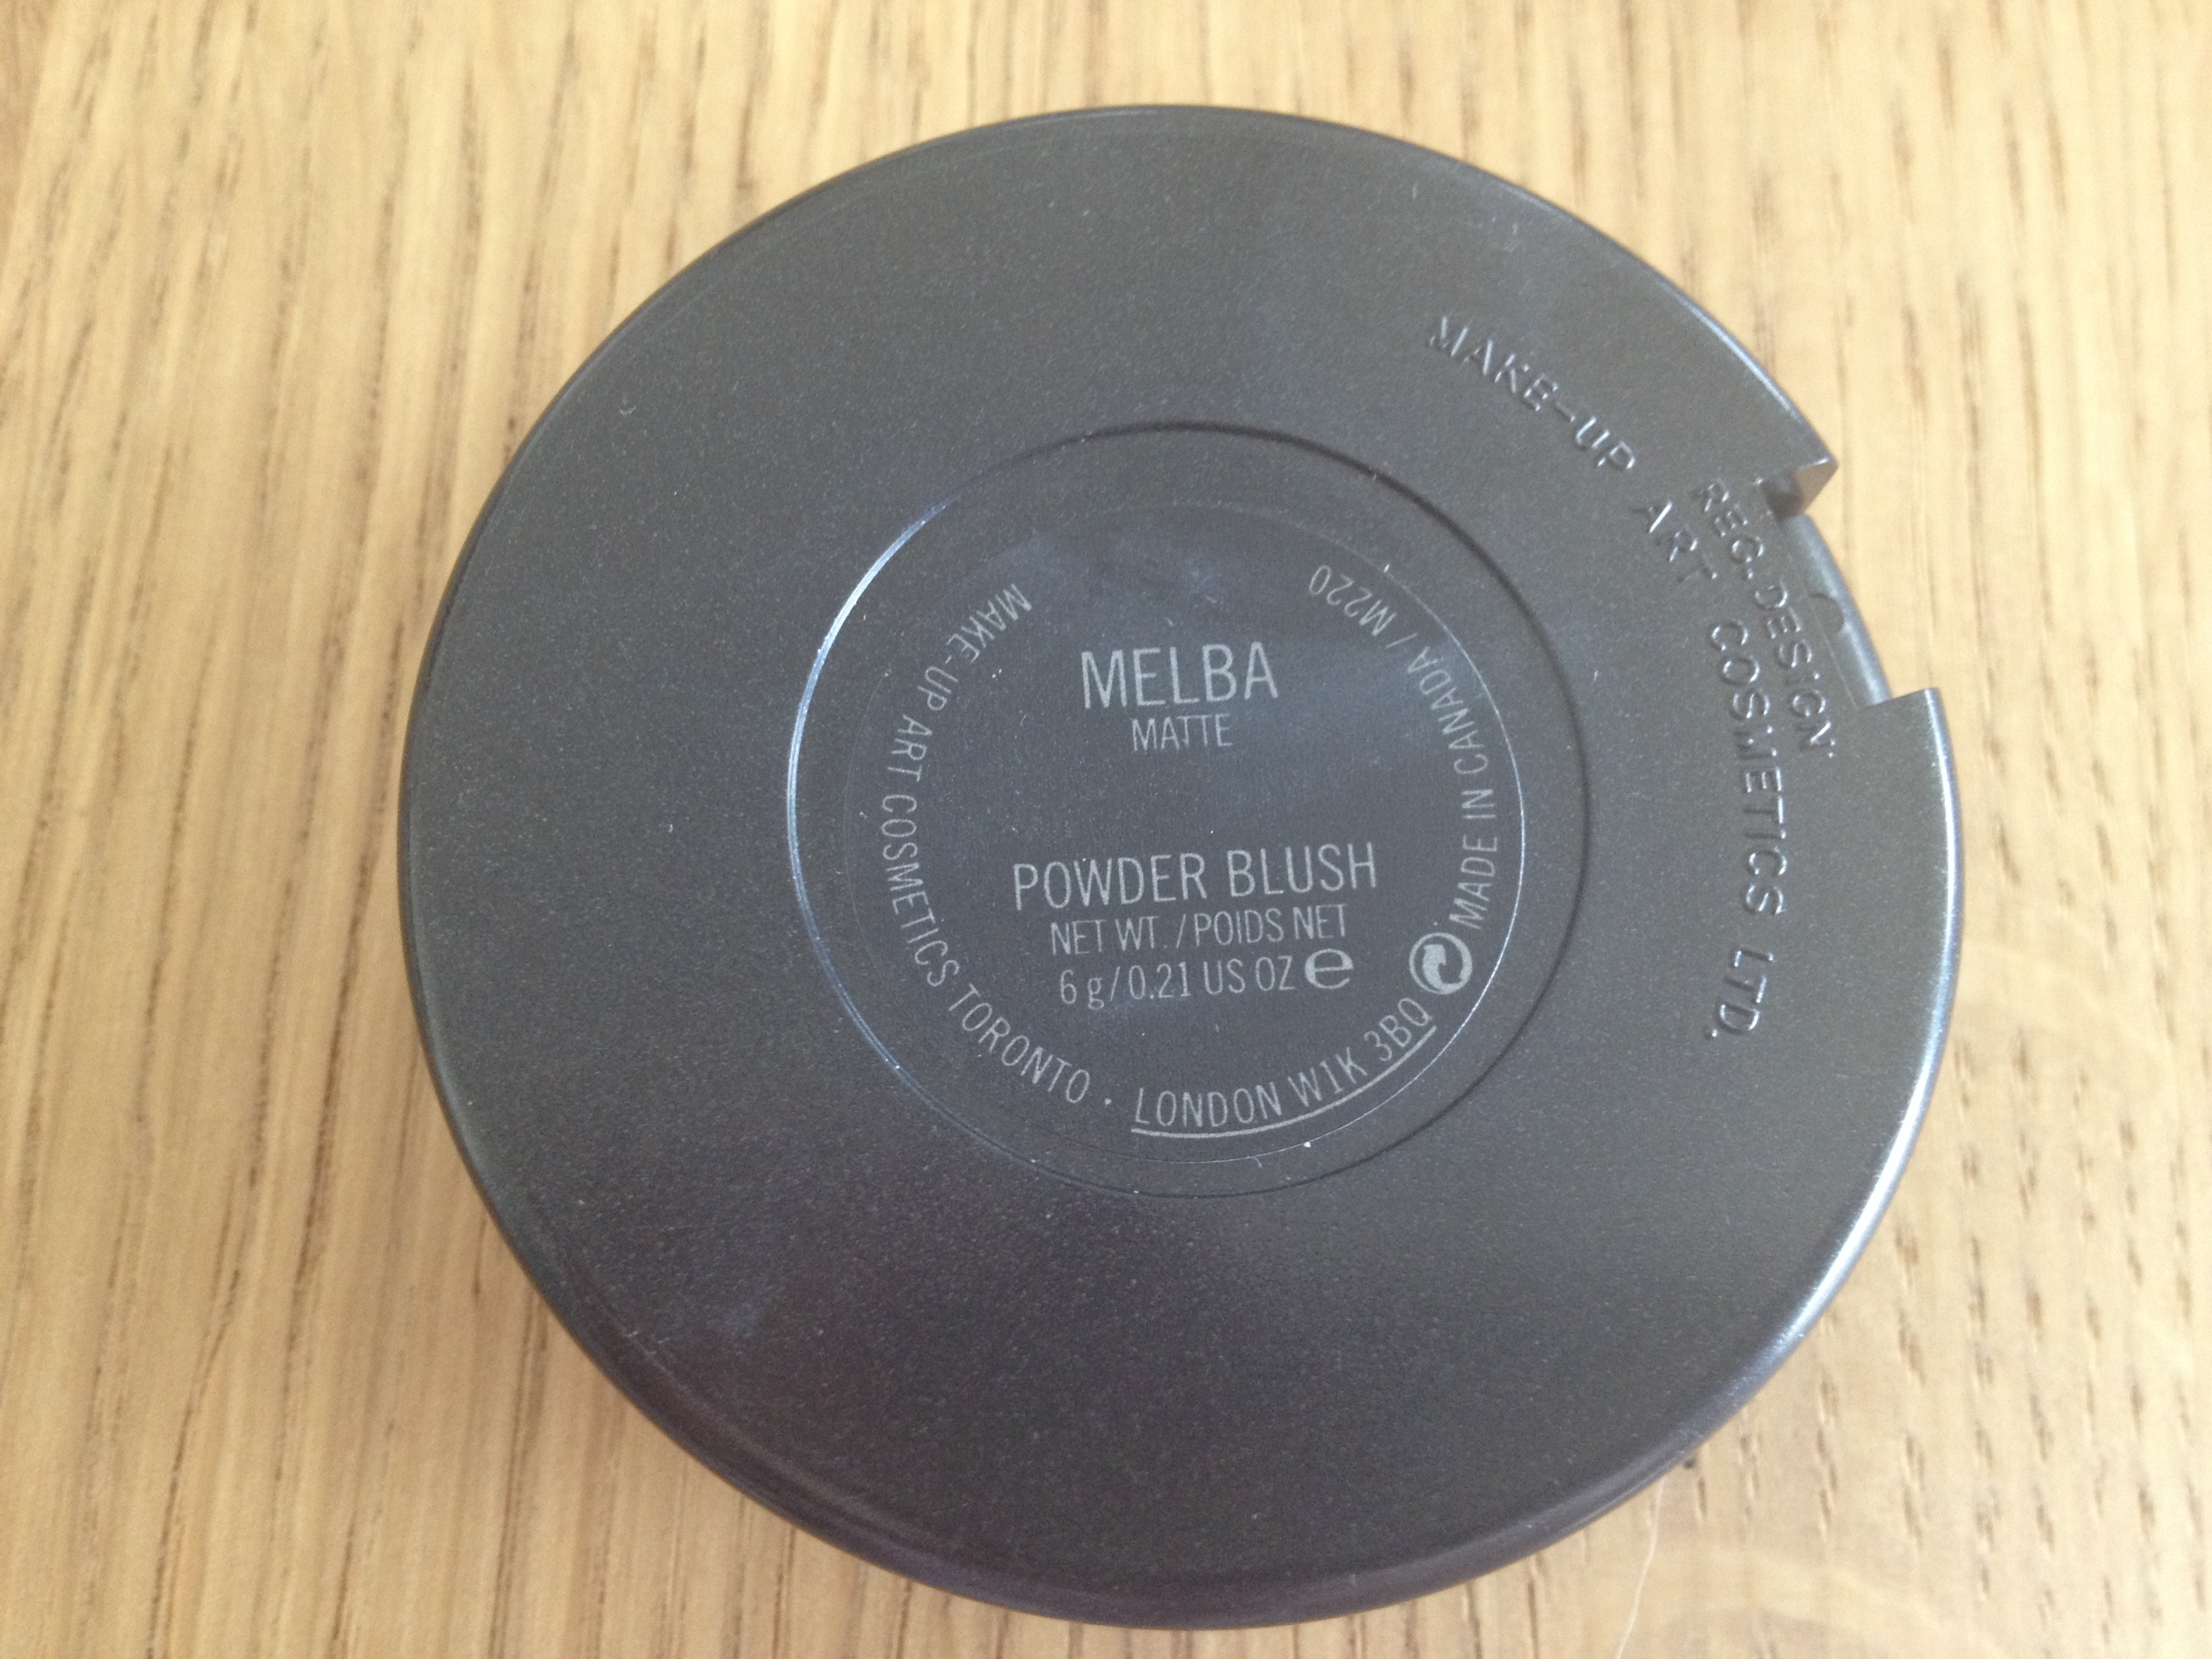 MELBA
MATTE
POWDER BLUSH
NET WT. / POIDS NET
6 g / 0.21 US OZ e
MAKE-UP ART COSMETICS TORONTO · LONDON W1K 3BQ
MADE IN CANADA / M220
MAKE-UP ART COSMETICS LTD.
REG. DESIGN